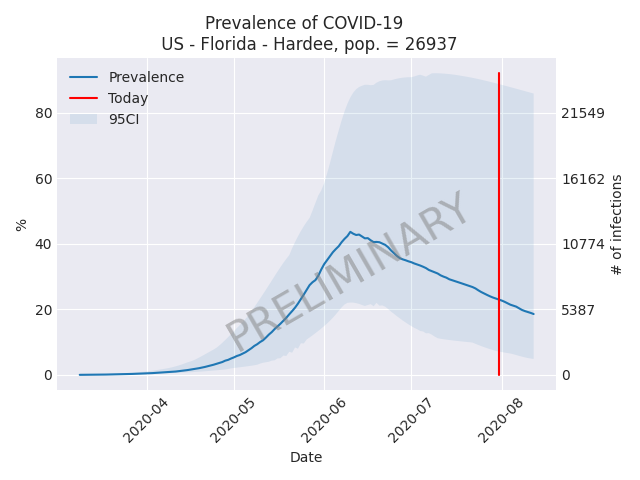 Prevalence of COVID-19
US - Florida - Hardee, pop. = 26937
Prevalence
Today
95CI
%
80
60
40
20
0
21549
16162
10774
5387
0
# of infections
PRELIMINARY
2020-04
2020-05
2020-06
2020-07
2020-08
Date